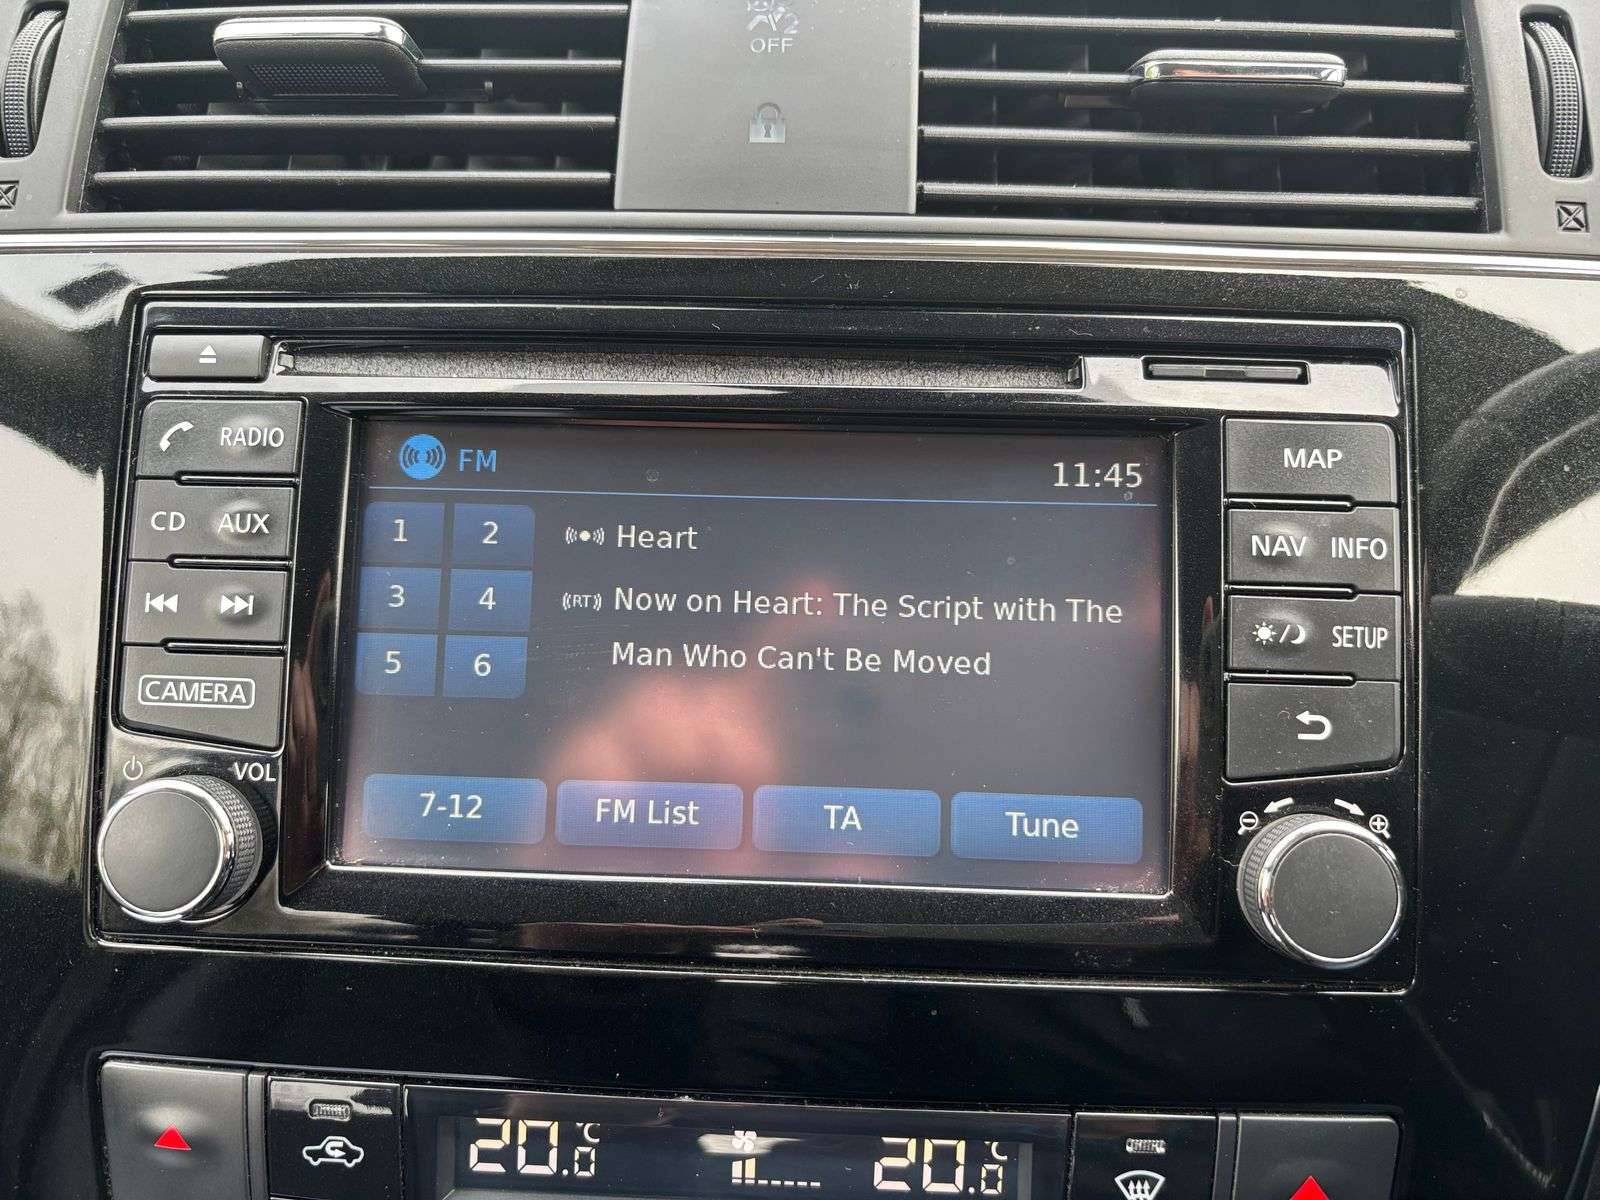 2
OFF
RADIO
CD AUX
CAMERA
VOL
FM
11:45
1 2
3 4
5 6
Heart
RT Now on Heart: The Script with The
Man Who Can't Be Moved
7-12 FM List TA Tune
MAP
NAV INFO
SETUP
20.0 °C
20.0 °C